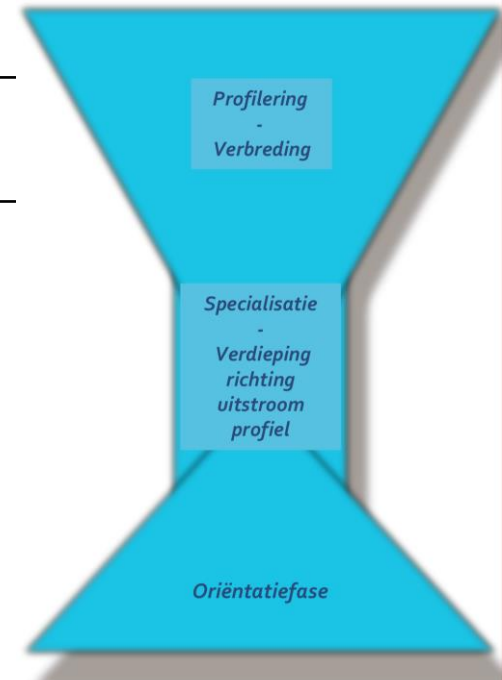 Profilering
-
Verbreding
Specialisatie
-
Verdieping
richting
uitstroom
profiel
Oriëntatiefase